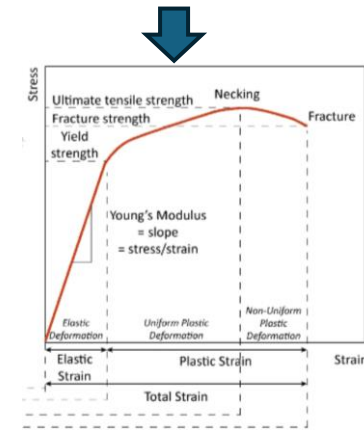 Stress
Ultimate tensile strength
Necking
Fracture strength
Fracture
Yield
strength
Young's Modulus
= slope
= stress/strain
Elastic
Deformation
Uniform Plastic
Deformation
Non-Uniform
Plastic
Deformation
Elastic
Strain
Plastic Strain
Strain
Total Strain